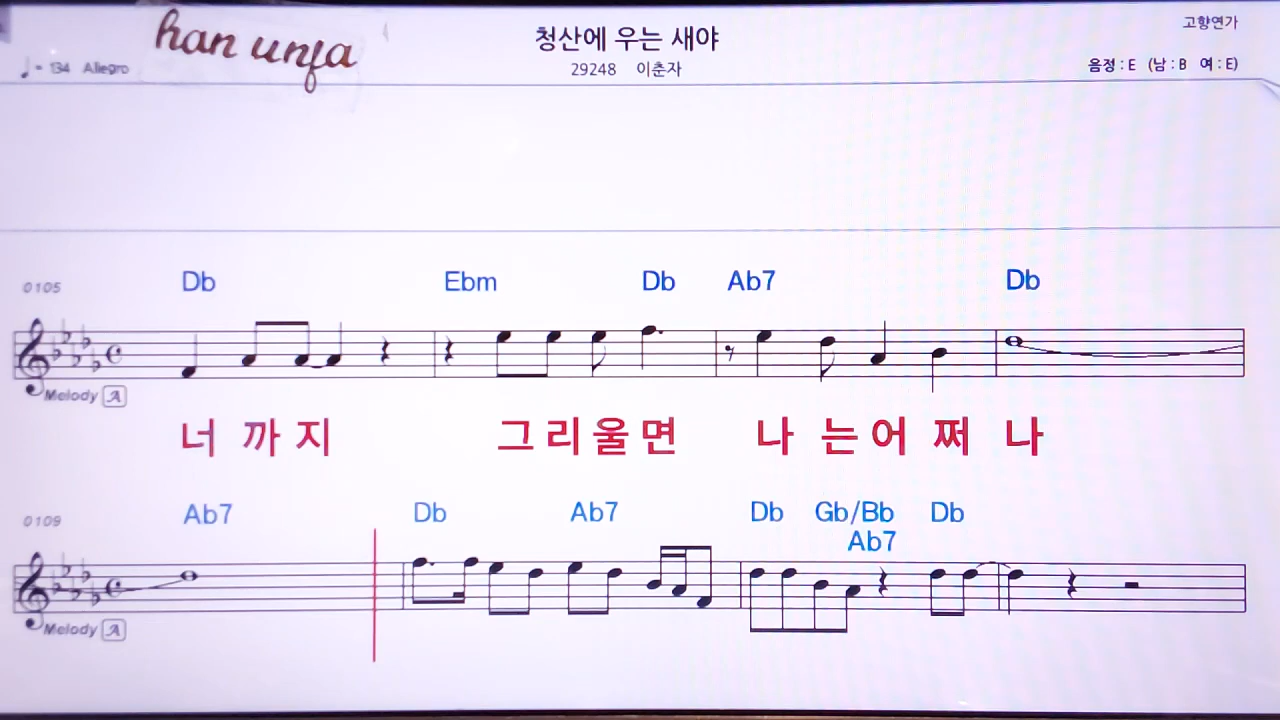 han unfa
청산에 우는 새야
고향연가
♩= 134 Allegro
29248 이춘자
음정 : E (남 : B 여 : E)
0105
Db Ebm Db Ab7 Db
Melody A
너 까 지 그 리 울 면 나 는 어 쩌 나
0109
Ab7 Db Ab7 Db Gb/Bb Db
Ab7
Melody A